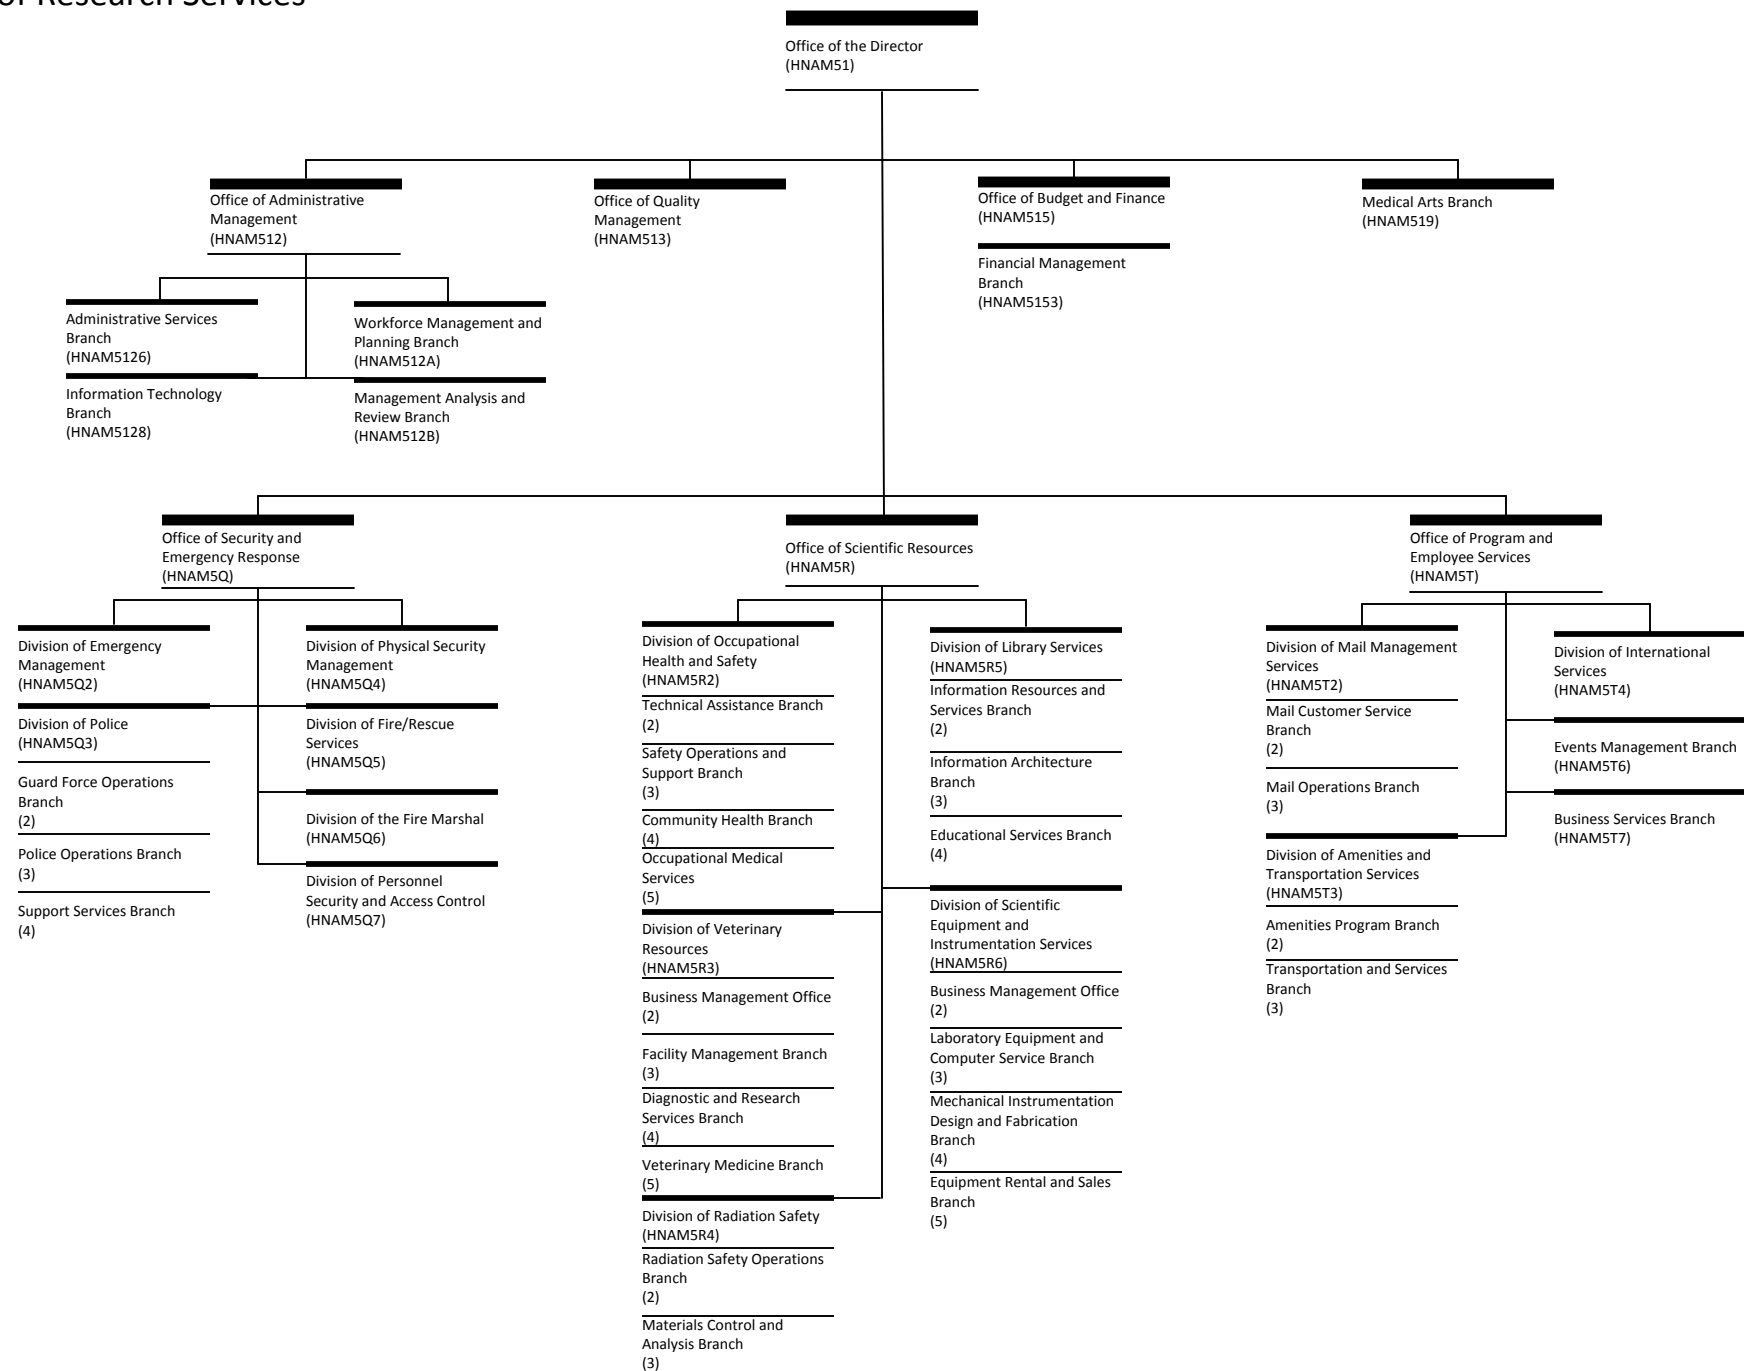 of Research Services
Office of the Director
(HNAM51)
Office of Administrative
Management
(HNAM512)
Office of Quality
Management
(HNAM513)
Office of Budget and Finance
(HNAM515)
Financial Management
Branch
(HNAM5153)
Medical Arts Branch
(HNAM519)
Administrative Services
Branch
(HNAM5126)
Information Technology
Branch
(HNAM5128)
Workforce Management and
Planning Branch
(HNAM512A)
Management Analysis and
Review Branch
(HNAM512B)
Office of Security and
Emergency Response
(HNAM5Q)
Division of Emergency
Management
(HNAM5Q2)
Division of Police
(HNAM5Q3)
Guard Force Operations
Branch
(2)
Police Operations Branch
(3)
Support Services Branch
(4)
Division of Physical Security
Management
(HNAM5Q4)
Division of Fire/Rescue
Services
(HNAM5Q5)
Division of the Fire Marshal
(HNAM5Q6)
Division of Personnel
Security and Access Control
(HNAM5Q7)
Office of Scientific Resources
(HNAM5R)
Division of Occupational
Health and Safety
(HNAM5R2)
Technical Assistance Branch
(2)
Safety Operations and
Support Branch
(3)
Community Health Branch
(4)
Occupational Medical
Services
(5)
Division of Veterinary
Resources
(HNAM5R3)
Business Management Office
(2)
Facility Management Branch
(3)
Diagnostic and Research
Services Branch
(4)
Veterinary Medicine Branch
(5)
Division of Radiation Safety
(HNAM5R4)
Radiation Safety Operations
Branch
(2)
Materials Control and
Analysis Branch
(3)
Division of Library Services
(HNAM5R5)
Information Resources and
Services Branch
(2)
Information Architecture
Branch
(3)
Educational Services Branch
(4)
Division of Scientific
Equipment and
Instrumentation Services
(HNAM5R6)
Business Management Office
(2)
Laboratory Equipment and
Computer Service Branch
(3)
Mechanical Instrumentation
Design and Fabrication
Branch
(4)
Equipment Rental and Sales
Branch
(5)
Office of Program and
Employee Services
(HNAM5T)
Division of Mail Management
Services
(HNAM5T2)
Mail Customer Service
Branch
(2)
Mail Operations Branch
(3)
Division of Amenities and
Transportation Services
(HNAM5T3)
Amenities Program Branch
(2)
Transportation and Services
Branch
(3)
Division of International
Services
(HNAM5T4)
Events Management Branch
(HNAM5T6)
Business Services Branch
(HNAM5T7)